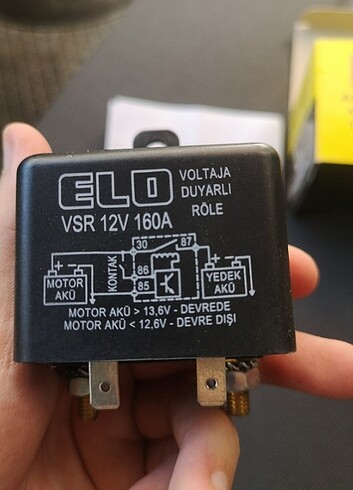 ELO
VOLTAJA
DUYARLI
RÖLE
VSR 12V 160A
30
87
KONTAK
86
85
+
-
MOTOR
AKÜ
+
-
YEDEK
AKÜ
MOTOR AKÜ > 13,6V - DEVREDE
MOTOR AKÜ < 12,6V - DEVRE DIŞI